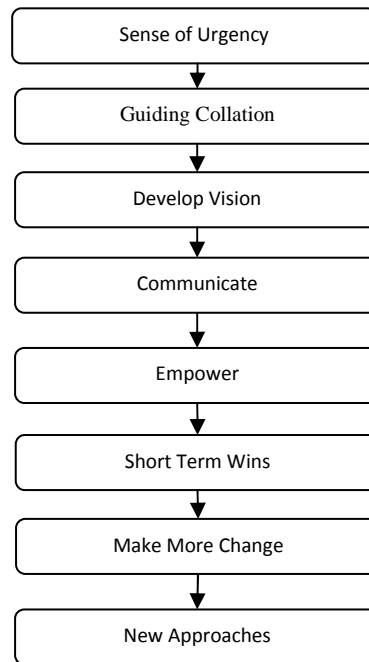 Sense of Urgency
Guiding Collation
Develop Vision
Communicate
Empower
Short Term Wins
Make More Change
New Approaches